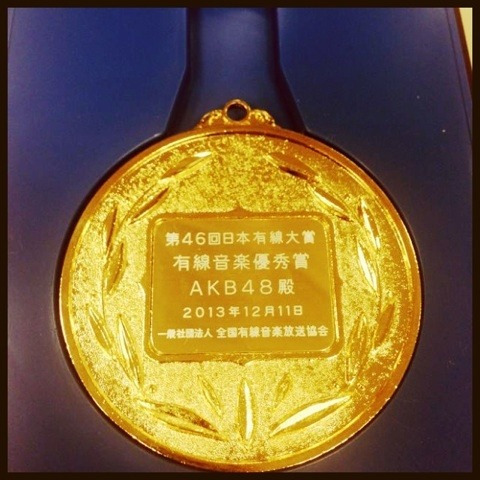 第46回日本有線大賞
有線音楽優秀賞
AKB48殿
2013年12月11日
一般社団法人 全国有線音楽放送協会